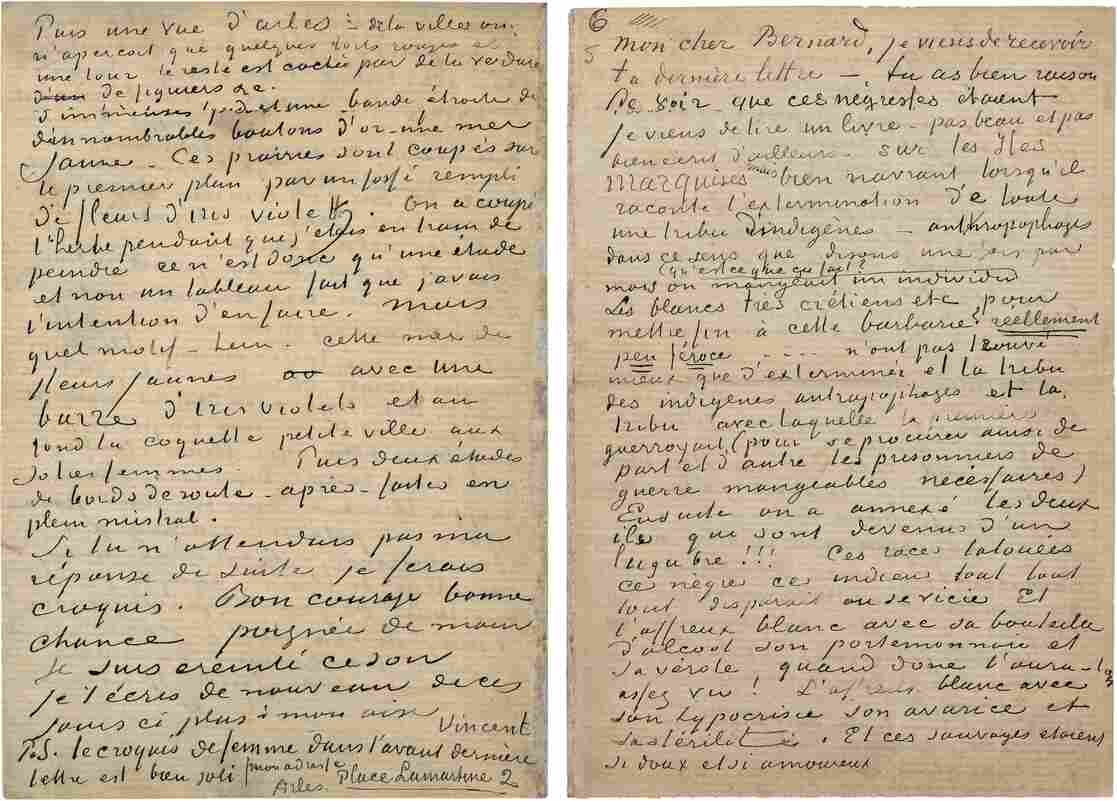 Puis une vue d'arles – de la ville on
n'aperçoit que quelques toits rouges et
une tour le reste est caché par de la verdure
de figuiers &c.
et une bande étroite de
boutons d'or – une mer
jaune – Ces prairies sont coupés sur
le premier plan par un fossé rempli
de fleurs d'Iris violets. On a coupé
l'herbe pendant que j'étais en train de
peindre ce n'est donc qu'une étude
et non un tableau fait que j'avais
l'intention d'en faire. Mais
quel motif – hein – cette mer de
fleurs jaunes avec une
barre d'Iris violets et au
fond la coquette petite ville aux
jolies femmes. Puis deux études
de bords de route – après – faites en
plein mistral.
Si tu n'attendais pas ma
réponse de suite je ferais
croquis. Bon courage bonne
chance poignée de main
Je suis ereinté ce soir
je t'écris de nouveau de ces
jours ci plus à mon aise
Vincent
P.S. le croquis de femme dans l'avant dernière
lettre est bien joli mon adresse
Arles. Place Lamartine 2
6
5
Mon cher Bernard, je viens de recevoir
ta dernière lettre – tu as bien raison
de voir que ces négresses étaient
je viens de lire un livre – pas beau et pas
bien écrit d'ailleurs – sur les Iles
Marquises mais bien navrant lorsqu'il
raconte l'extermination de toute
une tribu d'indigènes – anthropophages
dans ce sens que disons une fois par
mois on mangeait un individu
(qu'est ce que ça fait?
Les blancs très crétiens etc pour
mettre fin à cette barbarie? réellement
peu féroce .... n'ont pas trouvé
mieux que d'exterminer et la tribu
des indigènes antropophages et la
tribu avec laquelle la première
guerroyait (pour se procurer ainsi de
part et d'autre les prisonniers de
guerre mangeables nécessaires)
Ensuite on a annexé les deux
iles qui sont devenus d'un
lugubre!!! Ces races tatouées
ce nègre ce indien tout tout
tout disparait ou se vicie Et
l'affreux blanc avec sa bouteille
d'alcool son portemonnaie et
sa vérole quand donc l'aura-t-on
assez vu! L'affreux blanc avec
son hypocrisie son avarice et
sa stérilité. Et ces sauvages etaient
si doux et si amoureux